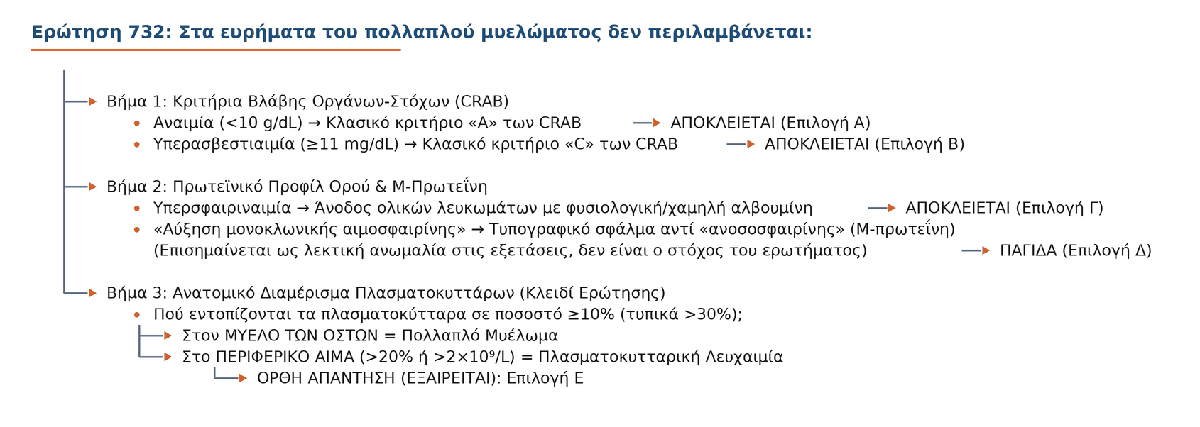 Ερώτηση 732: Στα ευρήματα του πολλαπλού μυελώματος δεν περιλαμβάνεται:
Βήμα 1: Κριτήρια Βλάβης Οργάνων-Στόχων (CRAB)
• Αναιμία (<10 g/dL) → Κλασικό κριτήριο «A» των CRAB ΑΠΟΚΛΕΙΕΤΑΙ (Επιλογή Α)
• Υπερασβεστιαιμία (≥11 mg/dL) → Κλασικό κριτήριο «C» των CRAB ΑΠΟΚΛΕΙΕΤΑΙ (Επιλογή Β)
Βήμα 2: Πρωτεϊνικό Προφίλ Ορού & Μ-Πρωτεΐνη
• Υπερσφαιριναιμία → Άνοδος ολικών λευκωμάτων με φυσιολογική/χαμηλή αλβουμίνη ΑΠΟΚΛΕΙΕΤΑΙ (Επιλογή Γ)
• «Αύξηση μονοκλωνικής αιμοσφαιρίνης» → Τυπογραφικό σφάλμα αντί «ανοσοσφαιρίνης» (Μ-πρωτεΐνη)
(Επισημαίνεται ως λεκτική ανωμαλία στις εξετάσεις, δεν είναι ο στόχος του ερωτήματος) ΠΑΓΙΔΑ (Επιλογή Δ)
Βήμα 3: Ανατομικό Διαμέρισμα Πλασματοκυττάρων (Κλειδί Ερώτησης)
• Πού εντοπίζονται τα πλασματοκύτταρα σε ποσοστό ≥10% (τυπικά >30%);
Στον ΜΥΕΛΟ ΤΩΝ ΟΣΤΩΝ = Πολλαπλό Μυέλωμα
Στο ΠΕΡΙΦΕΡΙΚΟ ΑΙΜΑ (>20% ή >2×10⁹/L) = Πλασματοκυτταρική Λευχαιμία
ΟΡΘΗ ΑΠΑΝΤΗΣΗ (ΕΞΑΙΡΕΙΤΑΙ): Επιλογή Ε